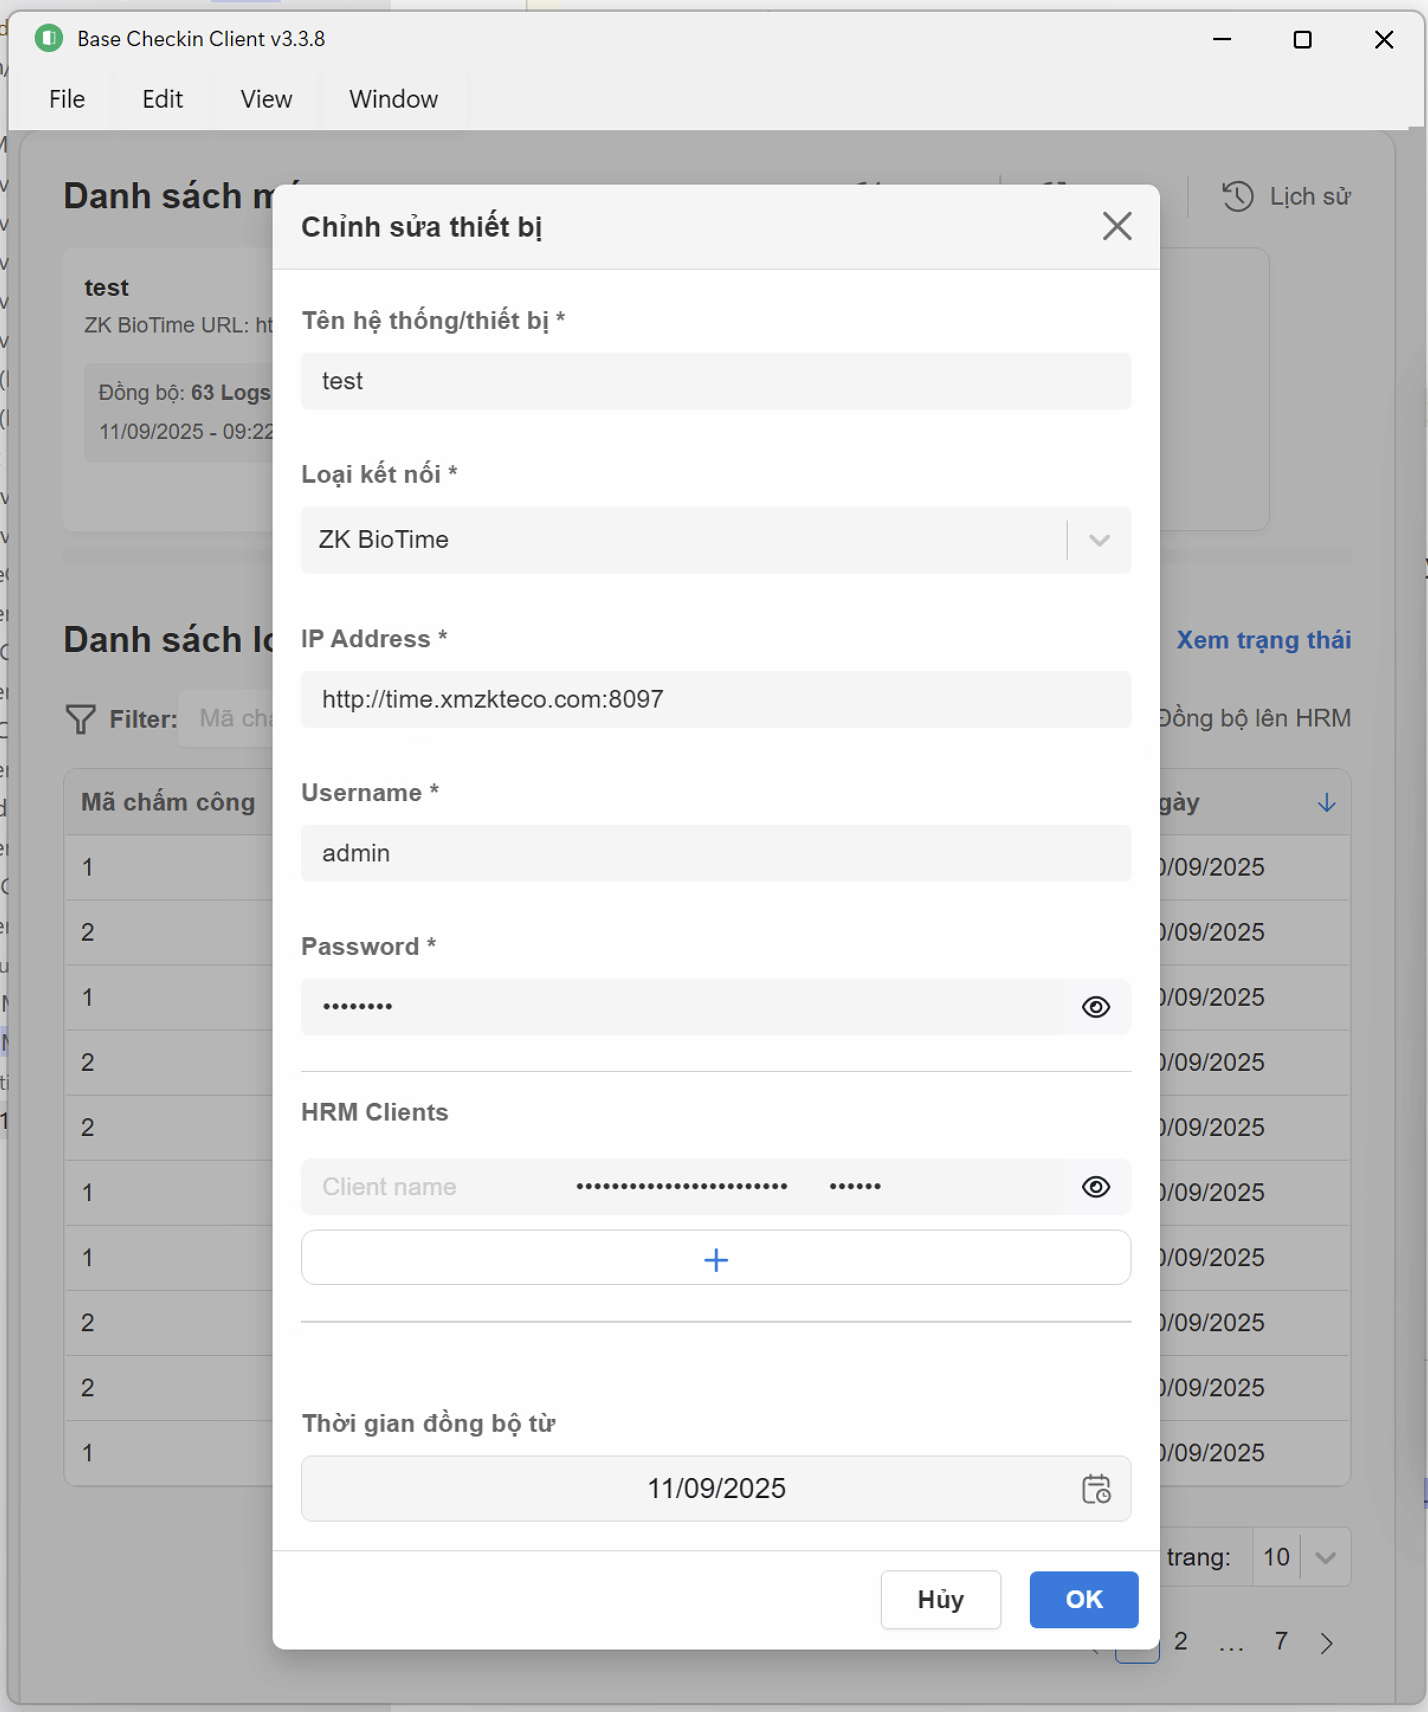 Base Checkin Client v3.3.8
File Edit View Window
Danh sách
Lịch sử
Chỉnh sửa thiết bị
test
ZK BioTime URL:
Đồng bộ: 63 Logs
11/09/2025 - 09:22
Tên hệ thống/thiết bị *
test
Loại kết nối *
ZK BioTime
IP Address *
http://time.xmzkteco.com:8097
Username *
admin
Password *
••••••••
HRM Clients
Client name •••••••••••••••••••••••• ••••••
Thời gian đồng bộ từ
11/09/2025
Hủy OK
Danh sách
Xem trạng thái
Filter: Mã
Đồng bộ lên HRM
Mã chấm công
1 /09/2025
2 /09/2025
1 /09/2025
2 /09/2025
2 /09/2025
1 /09/2025
1 /09/2025
2 /09/2025
2 /09/2025
1 /09/2025
trang: 10
2 ... 7